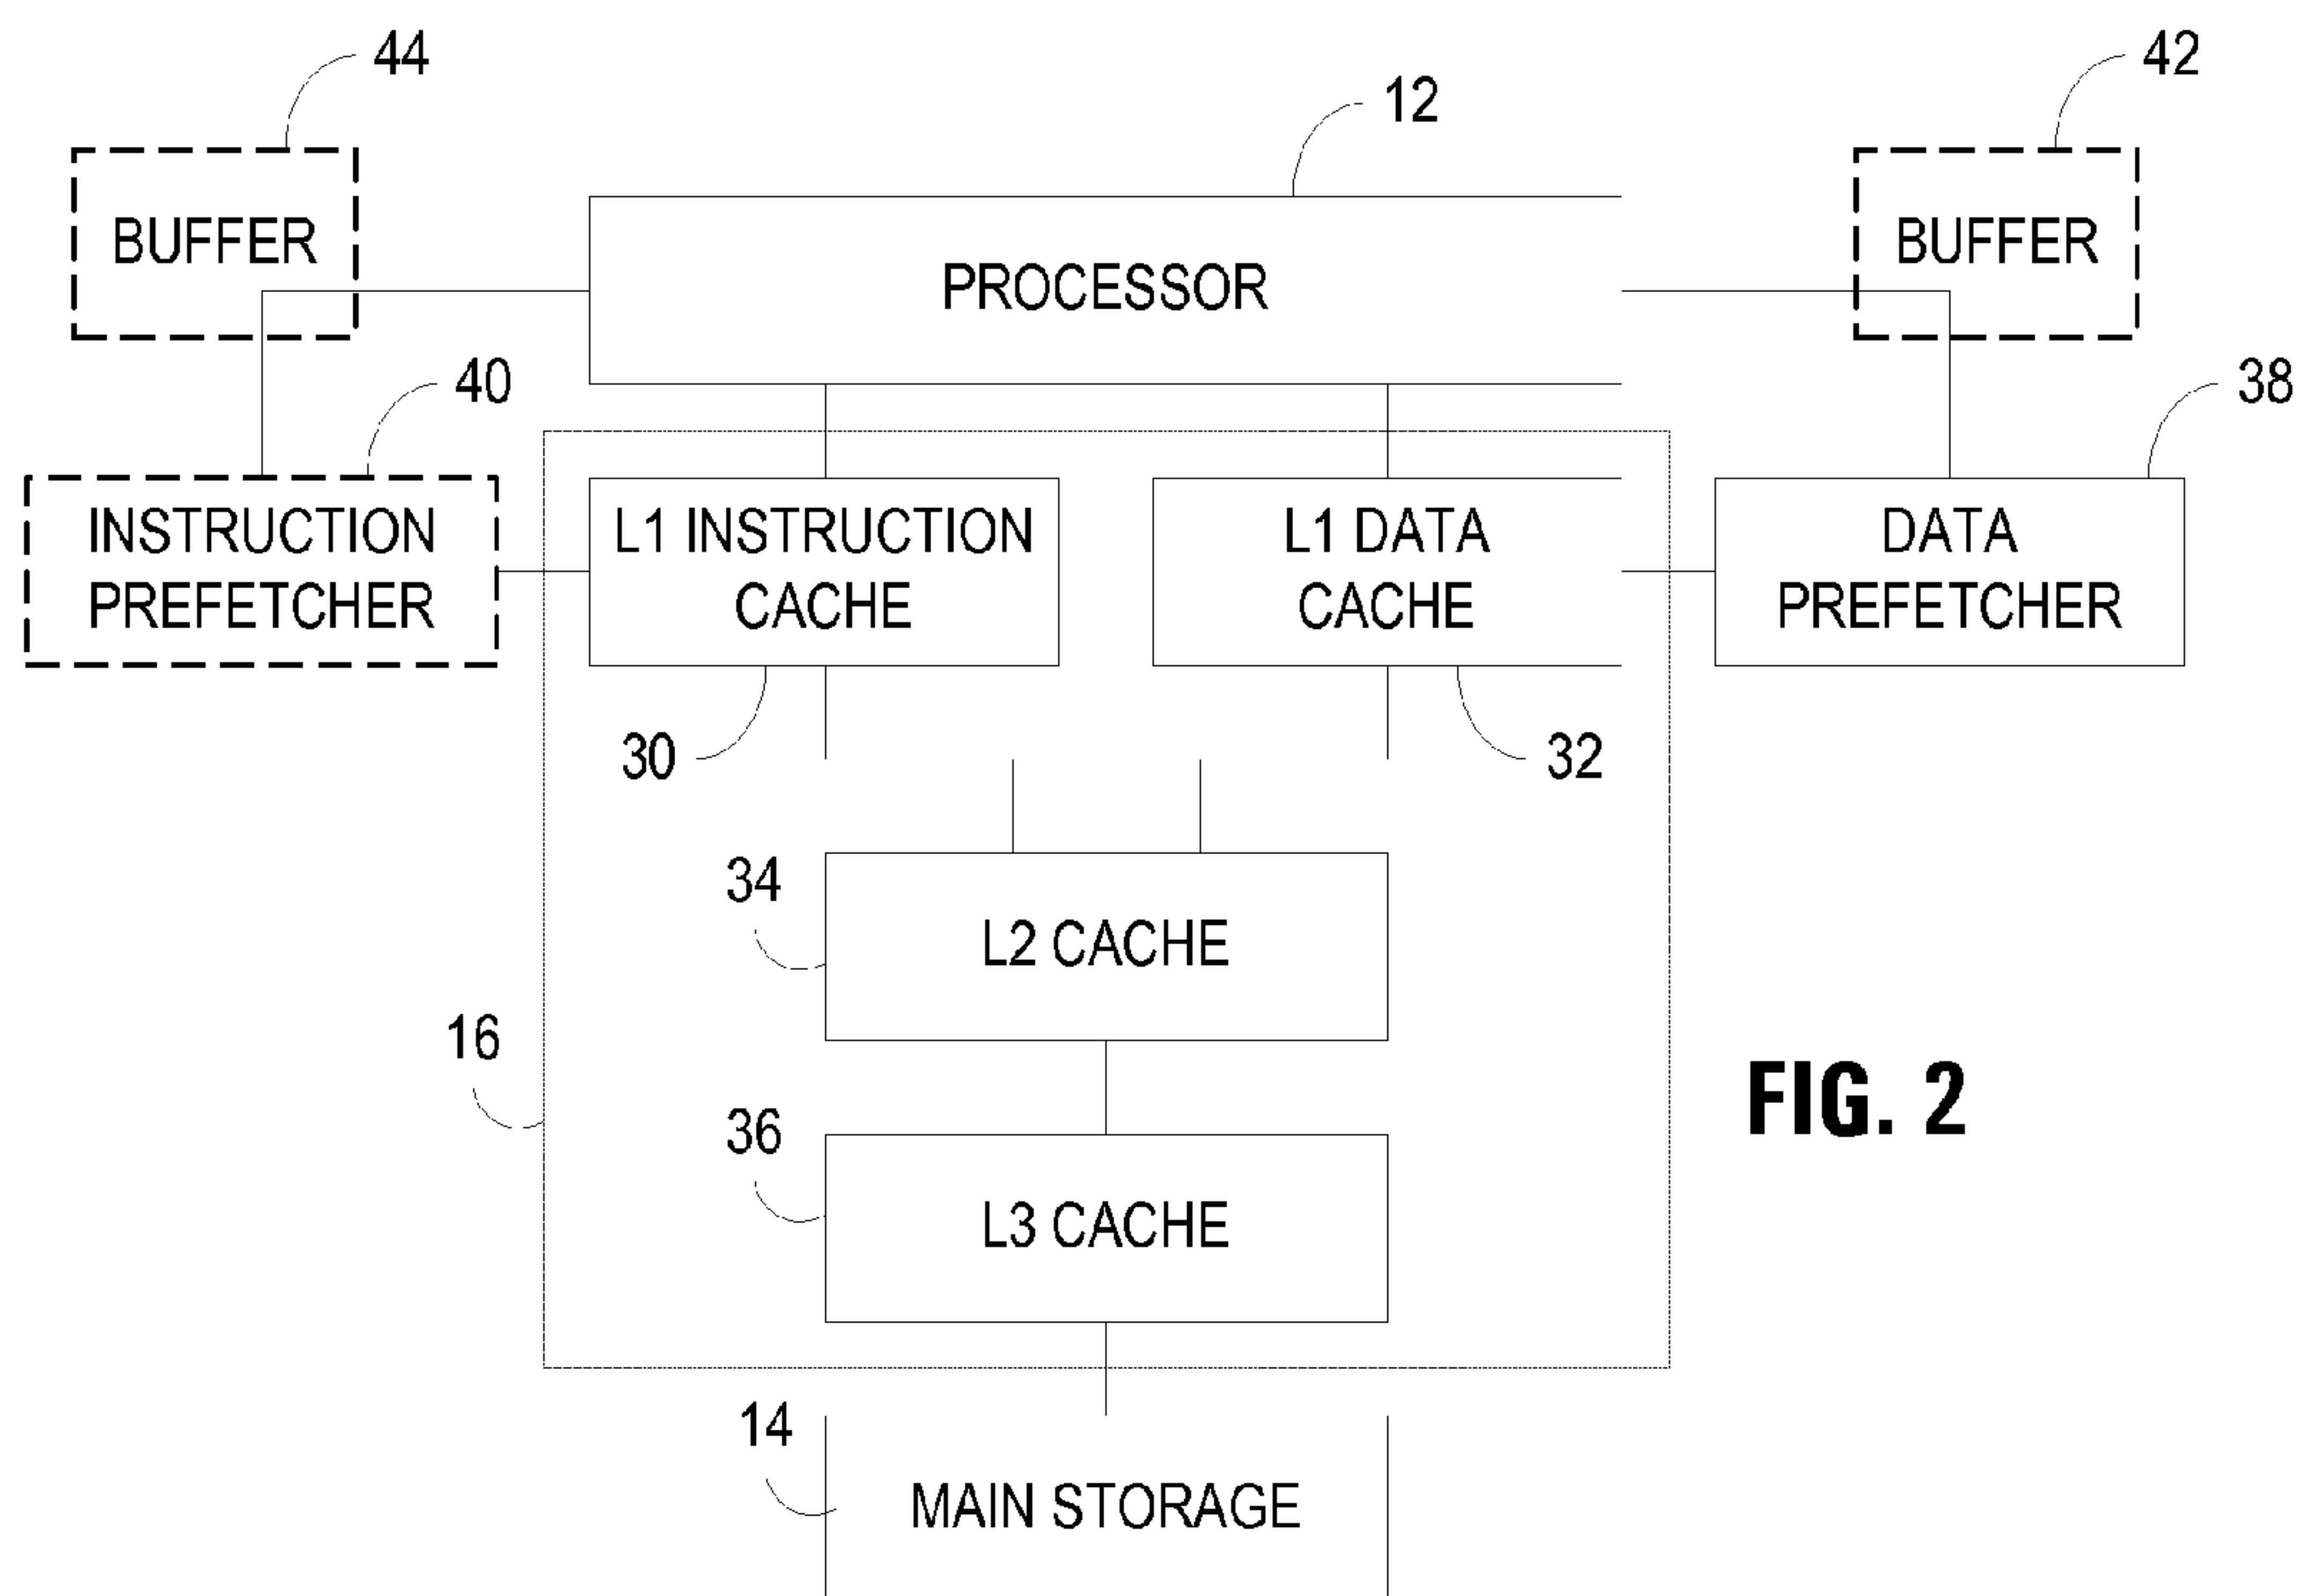 44
42
12
BUFFER
BUFFER
PROCESSOR
40
38
INSTRUCTION
PREFETCHER
L1 INSTRUCTION
CACHE
L1 DATA
CACHE
DATA
PREFETCHER
30
32
34
L2 CACHE
16
FIG. 2
36
L3 CACHE
14
MAIN STORAGE